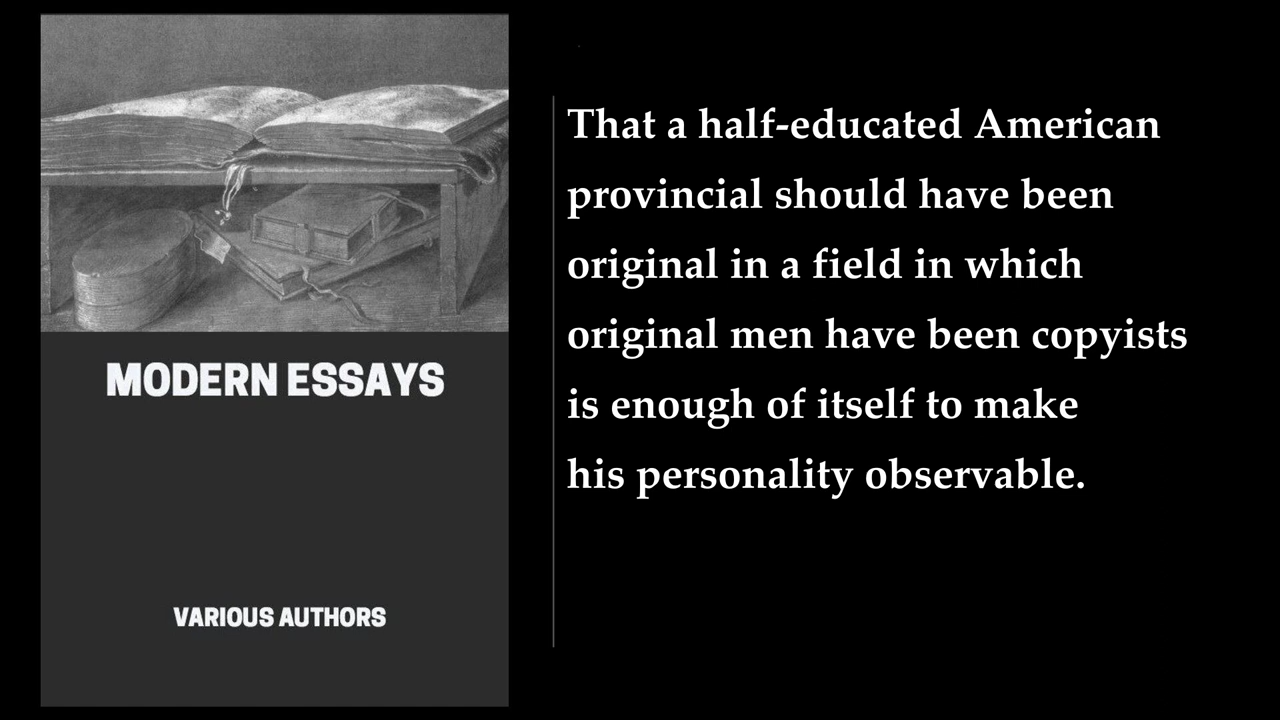 MODERN ESSAYS
VARIOUS AUTHORS
That a half-educated American
provincial should have been
original in a field in which
original men have been copyists
is enough of itself to make
his personality observable.